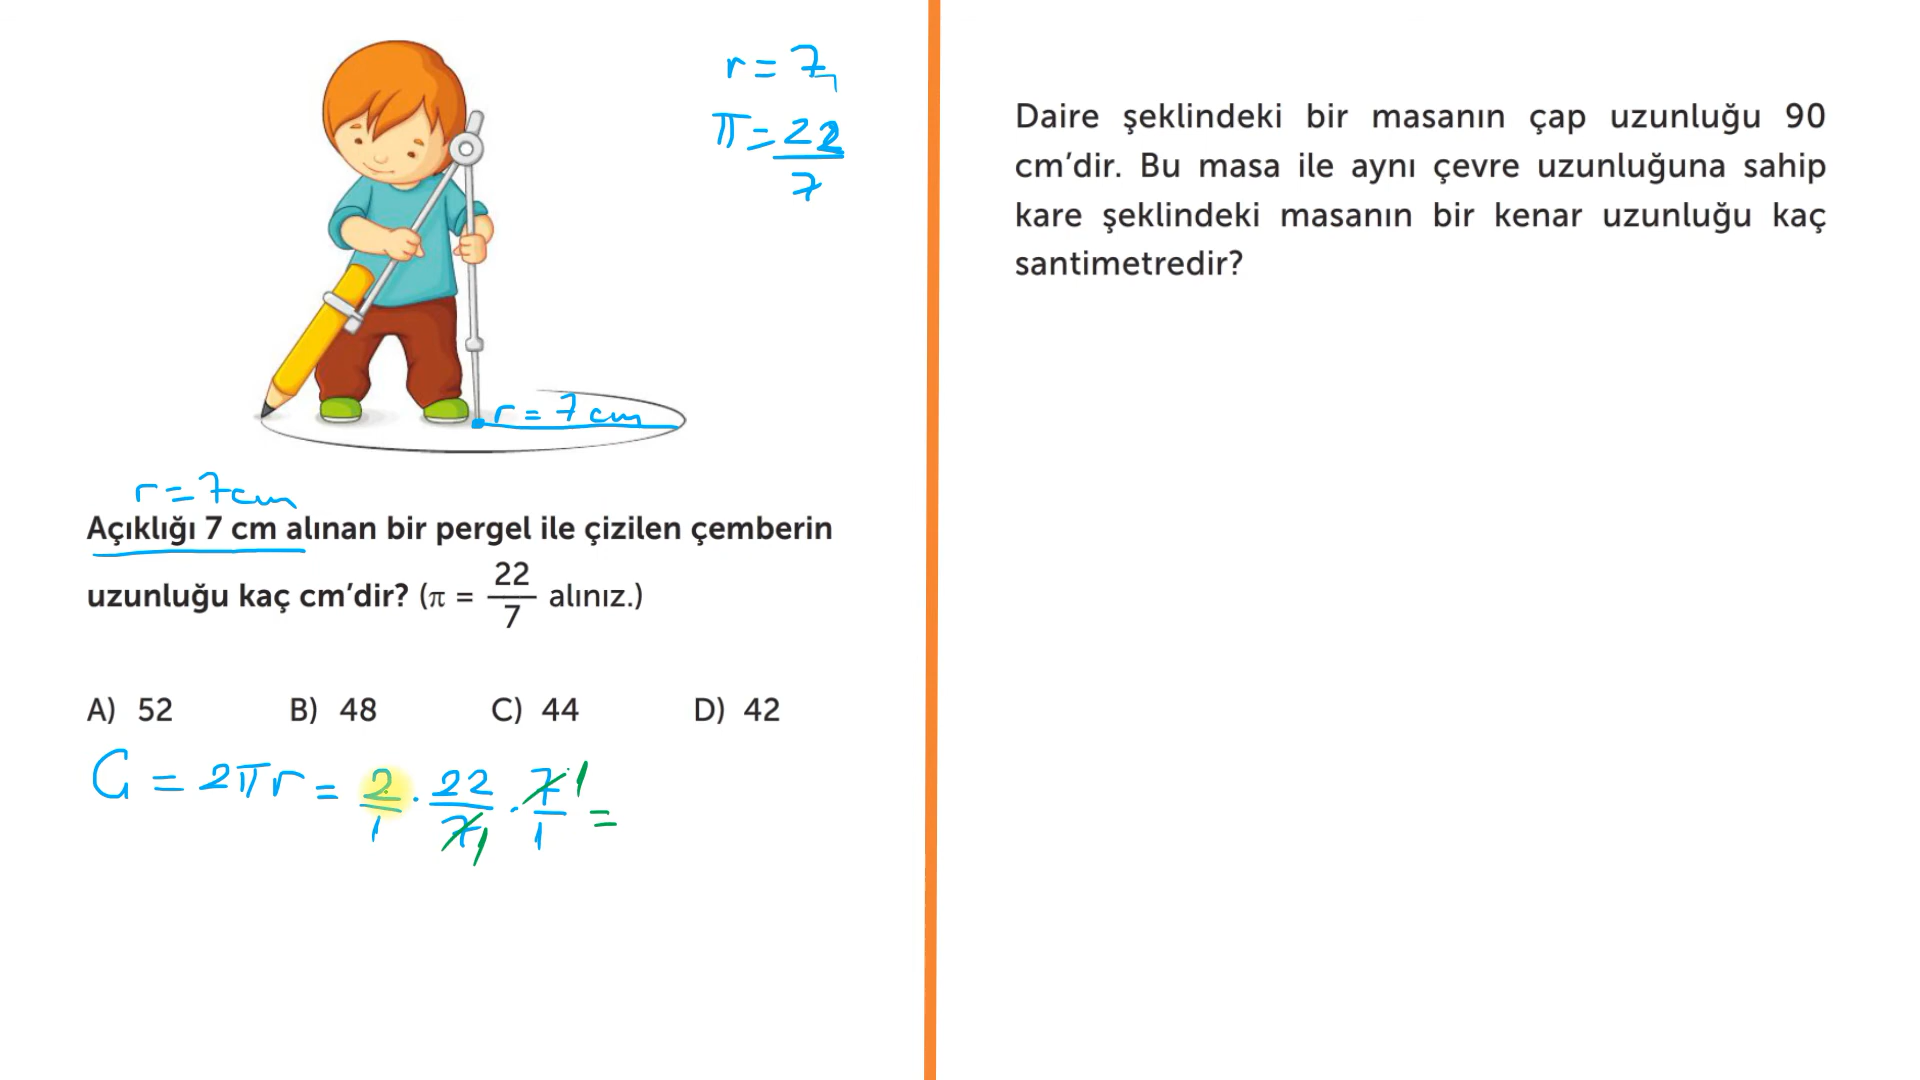 r = 7
π = 22/7
r = 7 cm
r = 7cm
Açıklığı 7 cm alınan bir pergel ile çizilen çemberin
uzunluğu kaç cm’dir? (π = 22/7 alınız.)
A) 52 B) 48 C) 44 D) 42
Ç = 2πr = 2/1 . 22/7 1 . 7/1 1 =
Daire şeklindeki bir masanın çap uzunluğu 90
cm’dir. Bu masa ile aynı çevre uzunluğuna sahip
kare şeklindeki masanın bir kenar uzunluğu kaç
santimetredir?